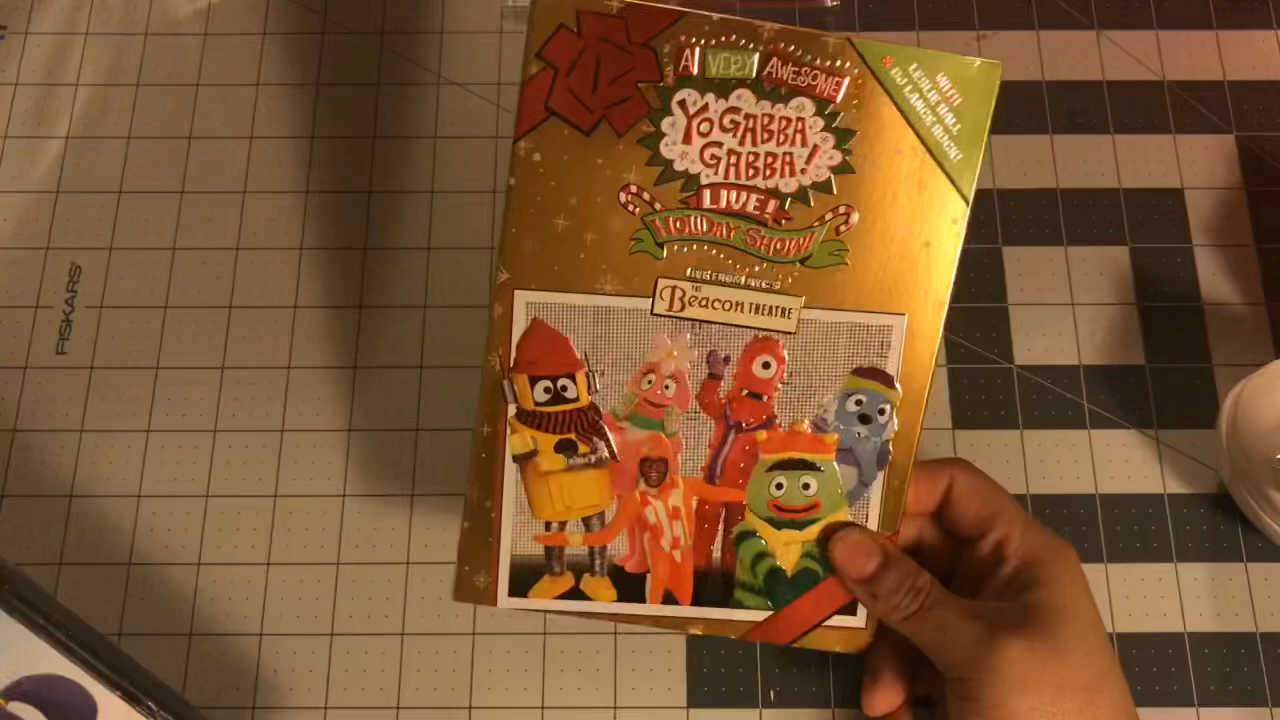 A VERY AWESOME
YO GABBA
GABBA!
LIVE!
HOLIDAY SHOW!
LIVE FROM NYC'S
THE
BEACON THEATRE
WITH
LESLIE HALL
DJ LANCE ROCK!
FISKARS